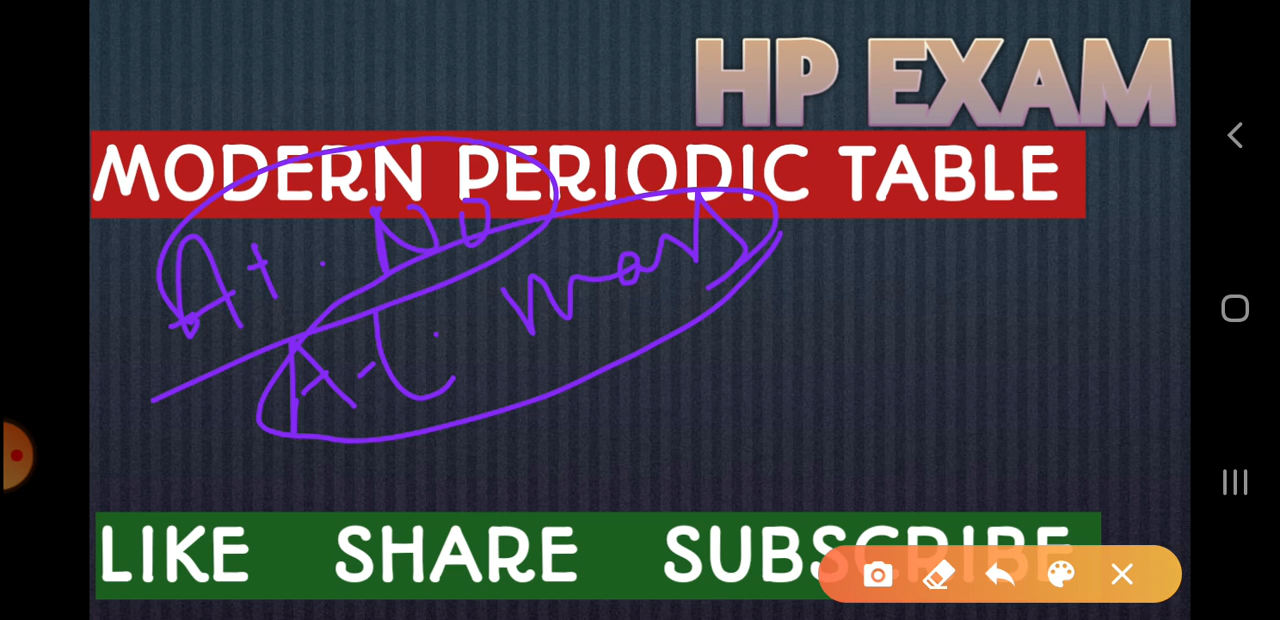 HP EXAM
MODERN PERIODIC TABLE
At. No
At. mass
LIKE SHARE SUBSCRIBE